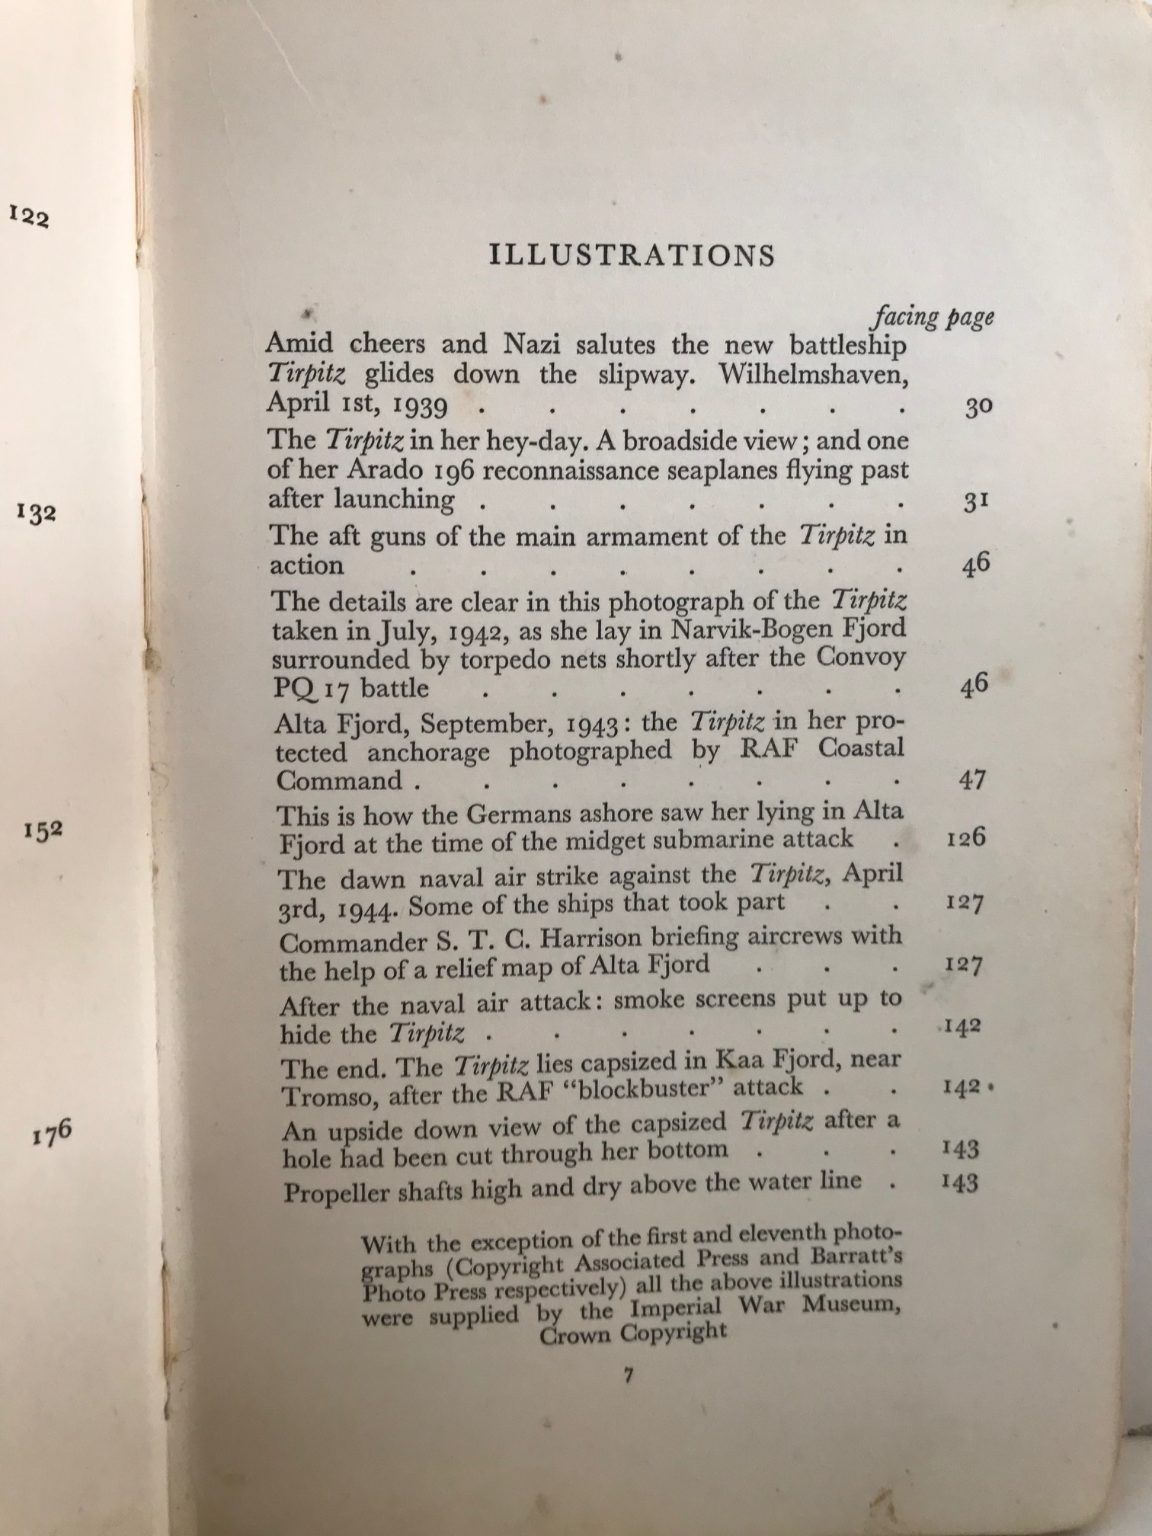 122
132
152
176
ILLUSTRATIONS
facing page
Amid cheers and Nazi salutes the new battleship
Tirpitz glides down the slipway. Wilhelmshaven,
April 1st, 1939 . . . . . . . 30
The Tirpitz in her hey-day. A broadside view; and one
of her Arado 196 reconnaissance seaplanes flying past
after launching . . . . . . . 31
The aft guns of the main armament of the Tirpitz in
action . . . . . . . . 46
The details are clear in this photograph of the Tirpitz
taken in July, 1942, as she lay in Narvik-Bogen Fjord
surrounded by torpedo nets shortly after the Convoy
PQ 17 battle . . . . . . . 46
Alta Fjord, September, 1943: the Tirpitz in her pro-
tected anchorage photographed by RAF Coastal
Command . . . . . . . . 47
This is how the Germans ashore saw her lying in Alta
Fjord at the time of the midget submarine attack . 126
The dawn naval air strike against the Tirpitz, April
3rd, 1944. Some of the ships that took part . . 127
Commander S. T. C. Harrison briefing aircrews with
the help of a relief map of Alta Fjord . . . 127
After the naval air attack: smoke screens put up to
hide the Tirpitz . . . . . . . 142
The end. The Tirpitz lies capsized in Kaa Fjord, near
Tromso, after the RAF "blockbuster" attack . . 142
An upside down view of the capsized Tirpitz after a
hole had been cut through her bottom . . . 143
Propeller shafts high and dry above the water line . 143
With the exception of the first and eleventh photo-
graphs (Copyright Associated Press and Barratt's
Photo Press respectively) all the above illustrations
were supplied by the Imperial War Museum,
Crown Copyright
7